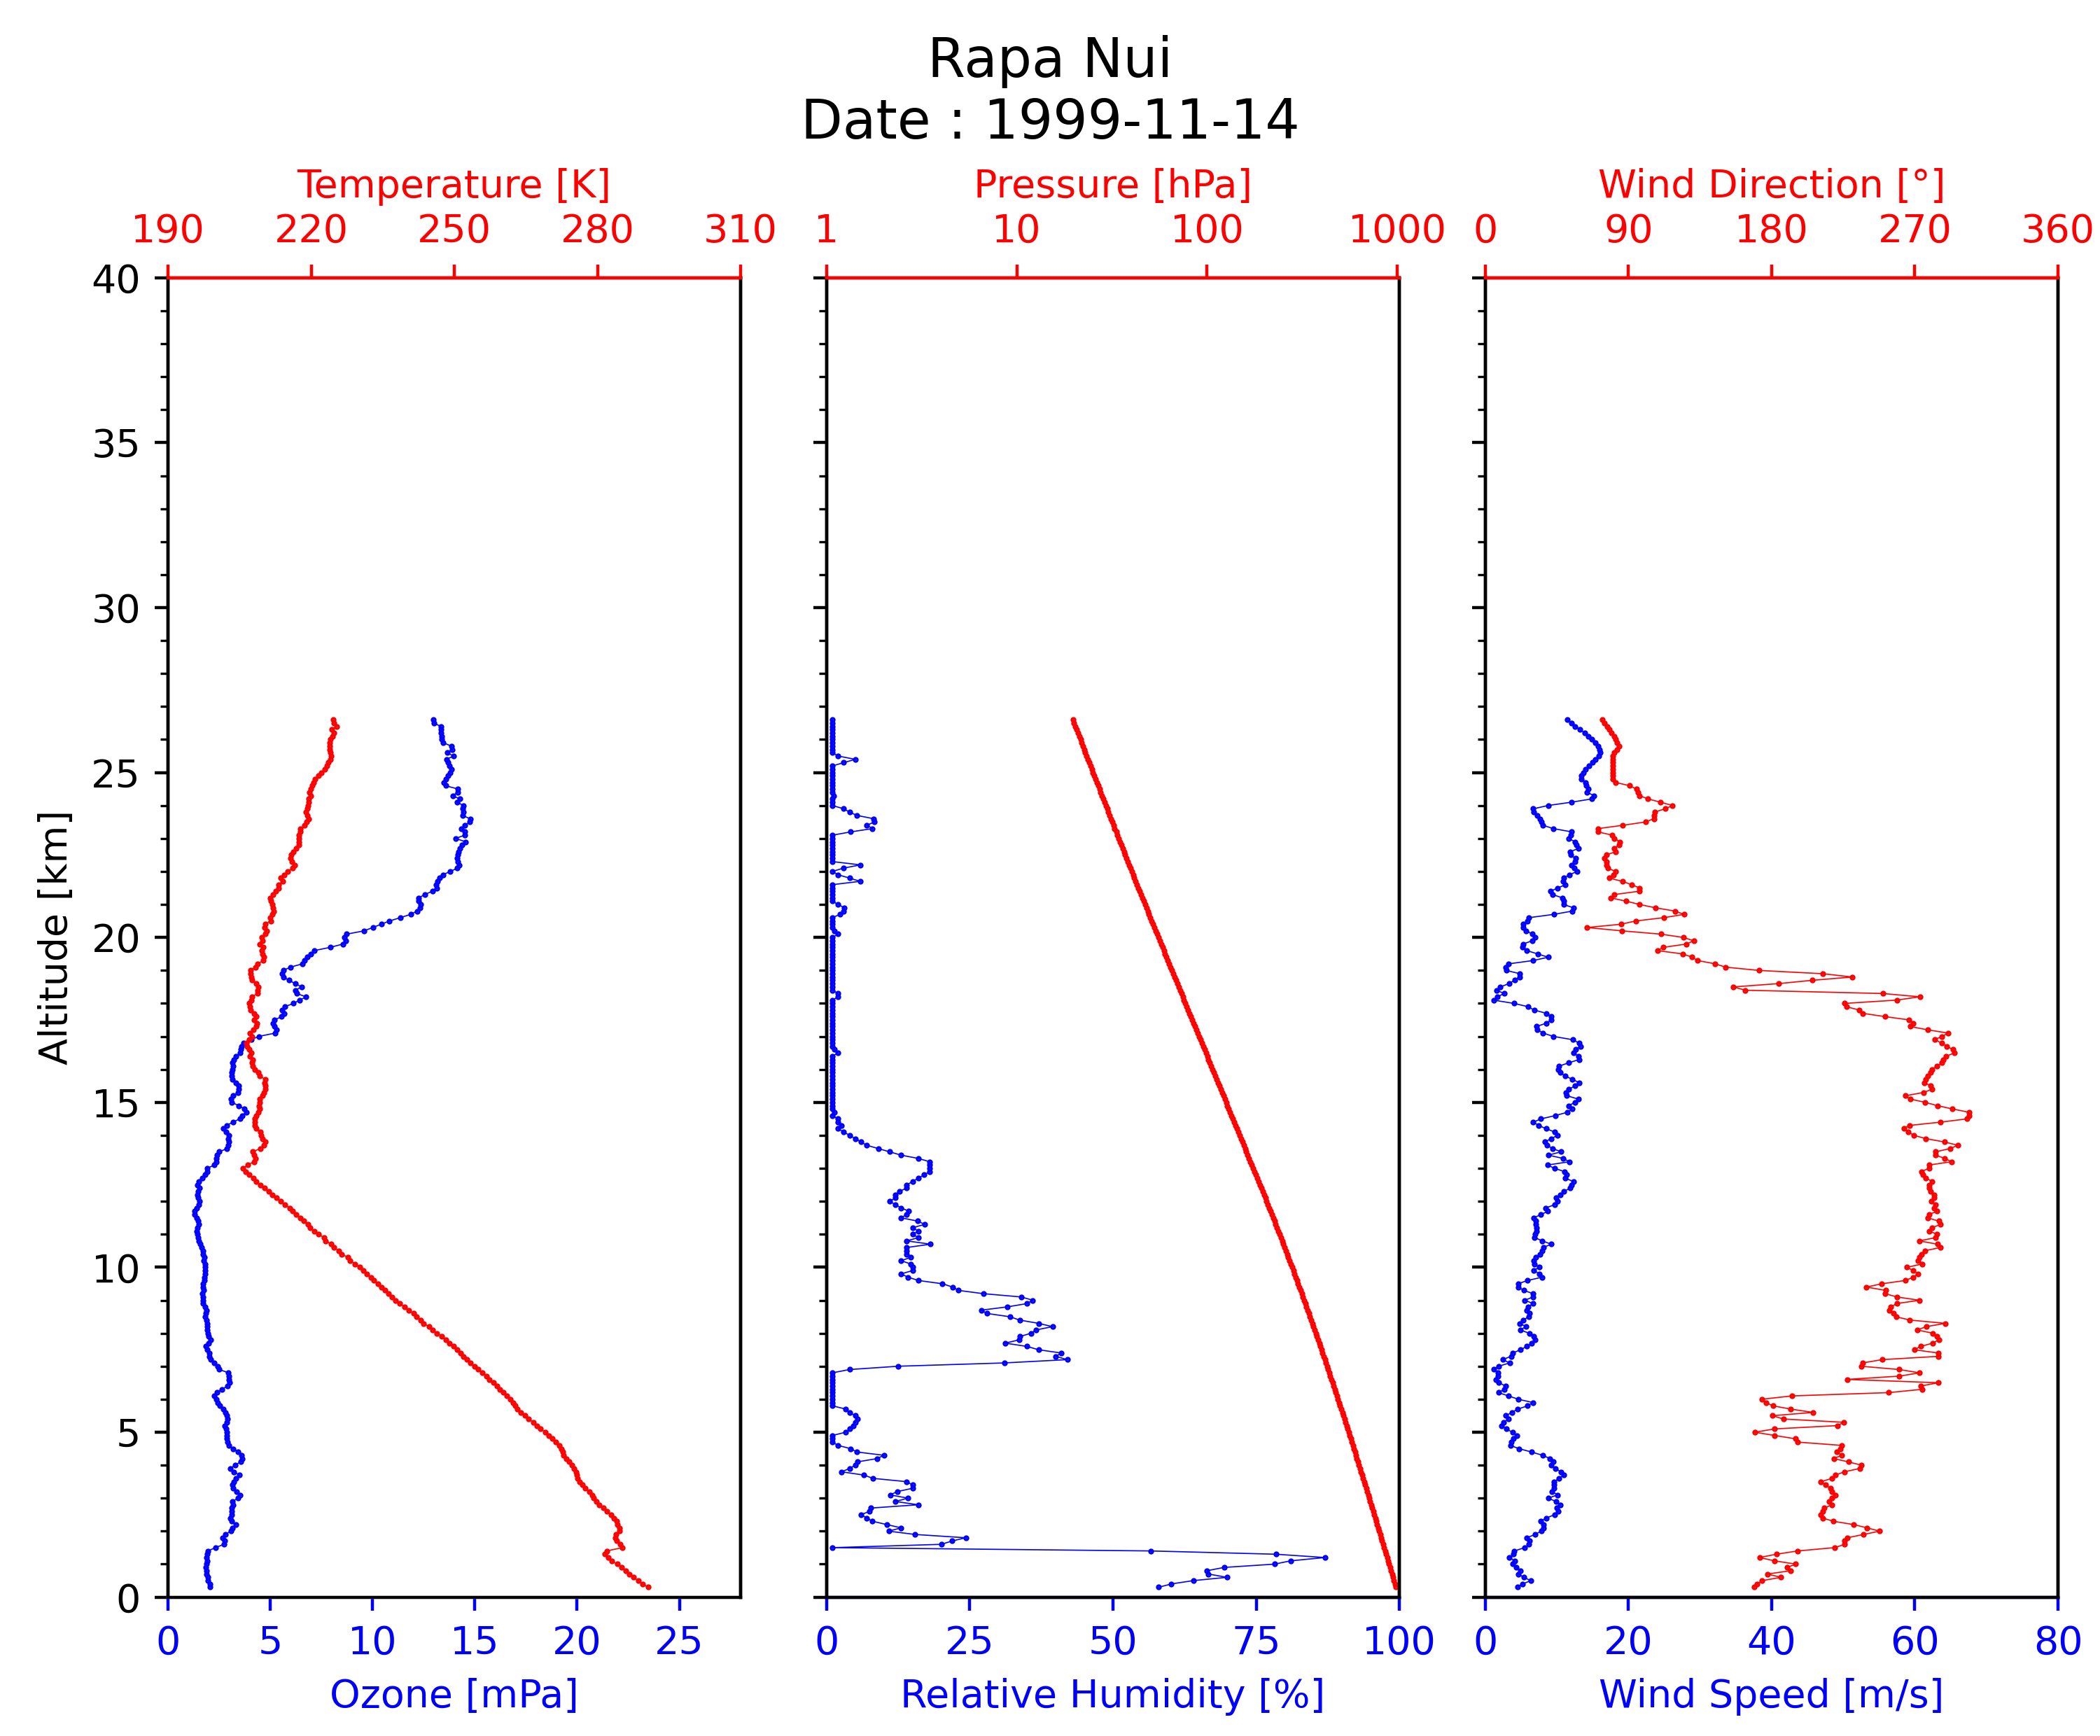 Rapa Nui
Date : 1999-11-14
Temperature [K]
Pressure [hPa]
Wind Direction [°]
190 220 250 280 310
1 10 100 1000
0 90 180 270 360
40
35
30
25
20
15
10
5
0
Altitude [km]
0 5 10 15 20 25
0 25 50 75 100
0 20 40 60 80
Ozone [mPa]
Relative Humidity [%]
Wind Speed [m/s]